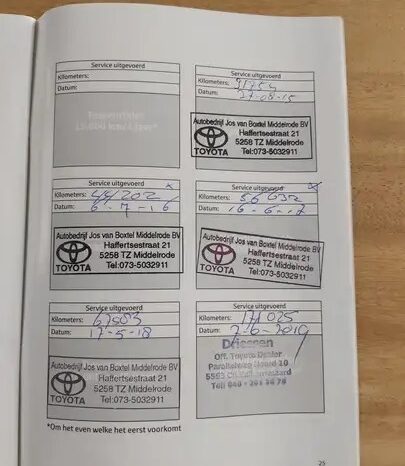 Service uitgevoerd
Kilometers:
Datum:
Service uitgevoerd
Kilometers:
Datum: 27-08-15
Autobedrijf Jos van Boxtel Middelrode BV
Haffertsestraat 21
5258 TZ Middelrode
Tel:073-5032911
TOYOTA
Service uitgevoerd
Kilometers: 44202
Datum: 6-7-16
Autobedrijf Jos van Boxtel Middelrode BV
Haffertsestraat 21
5258 TZ Middelrode
Tel:073-5032911
TOYOTA
Service uitgevoerd
Kilometers: 56032
Datum: 16-6-17
Autobedrijf Jos van Boxtel Middelrode BV
Haffertsestraat 21
5258 TZ Middelrode
Tel:073-5032911
TOYOTA
Service uitgevoerd
Kilometers: 67583
Datum: 17-5-18
Autobedrijf Jos van Boxtel Middelrode BV
Haffertsestraat 21
5258 TZ Middelrode
Tel:073-5032911
TOYOTA
Service uitgevoerd
Kilometers:
Datum: 2-6-2019
Driessen
Off. Toyota Dealer
*Om het even welke het eerst voorkomt
25